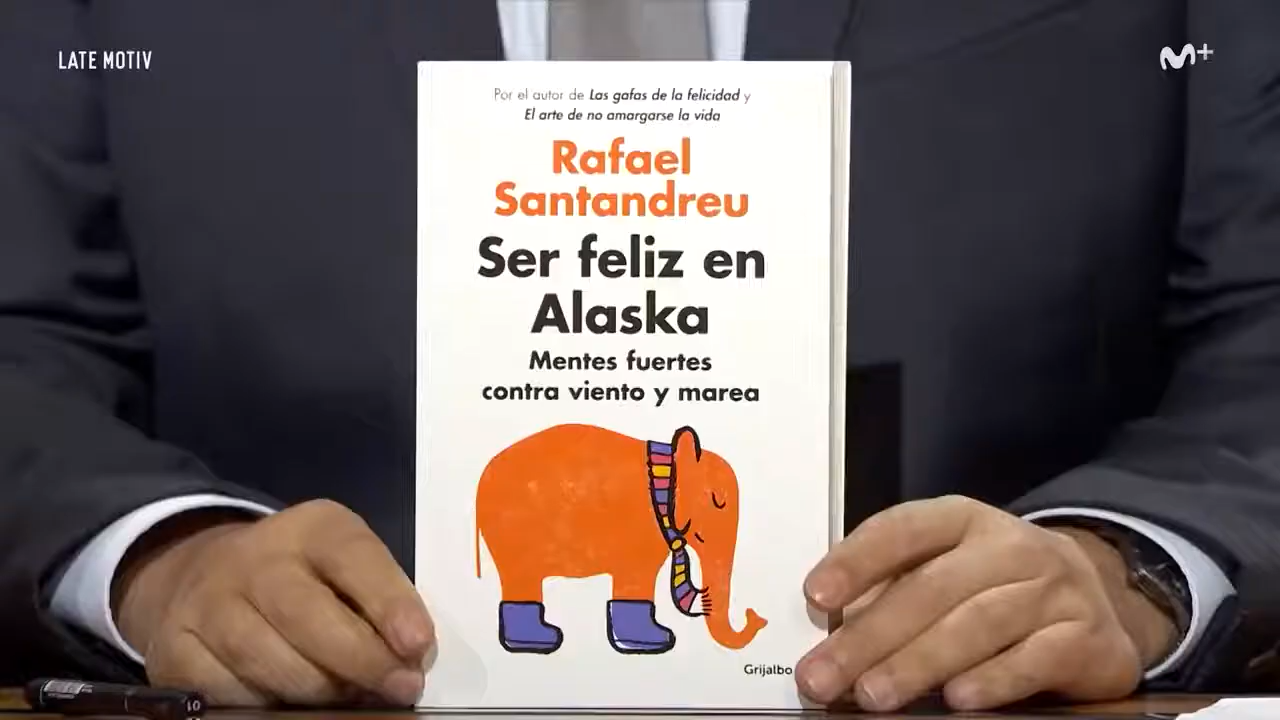 LATE MOTIV
M+
Por el autor de Las gafas de la felicidad y
El arte de no amargarse la vida
Rafael
Santandreu
Ser feliz en
Alaska
Mentes fuertes
contra viento y marea
Grijalbo
10